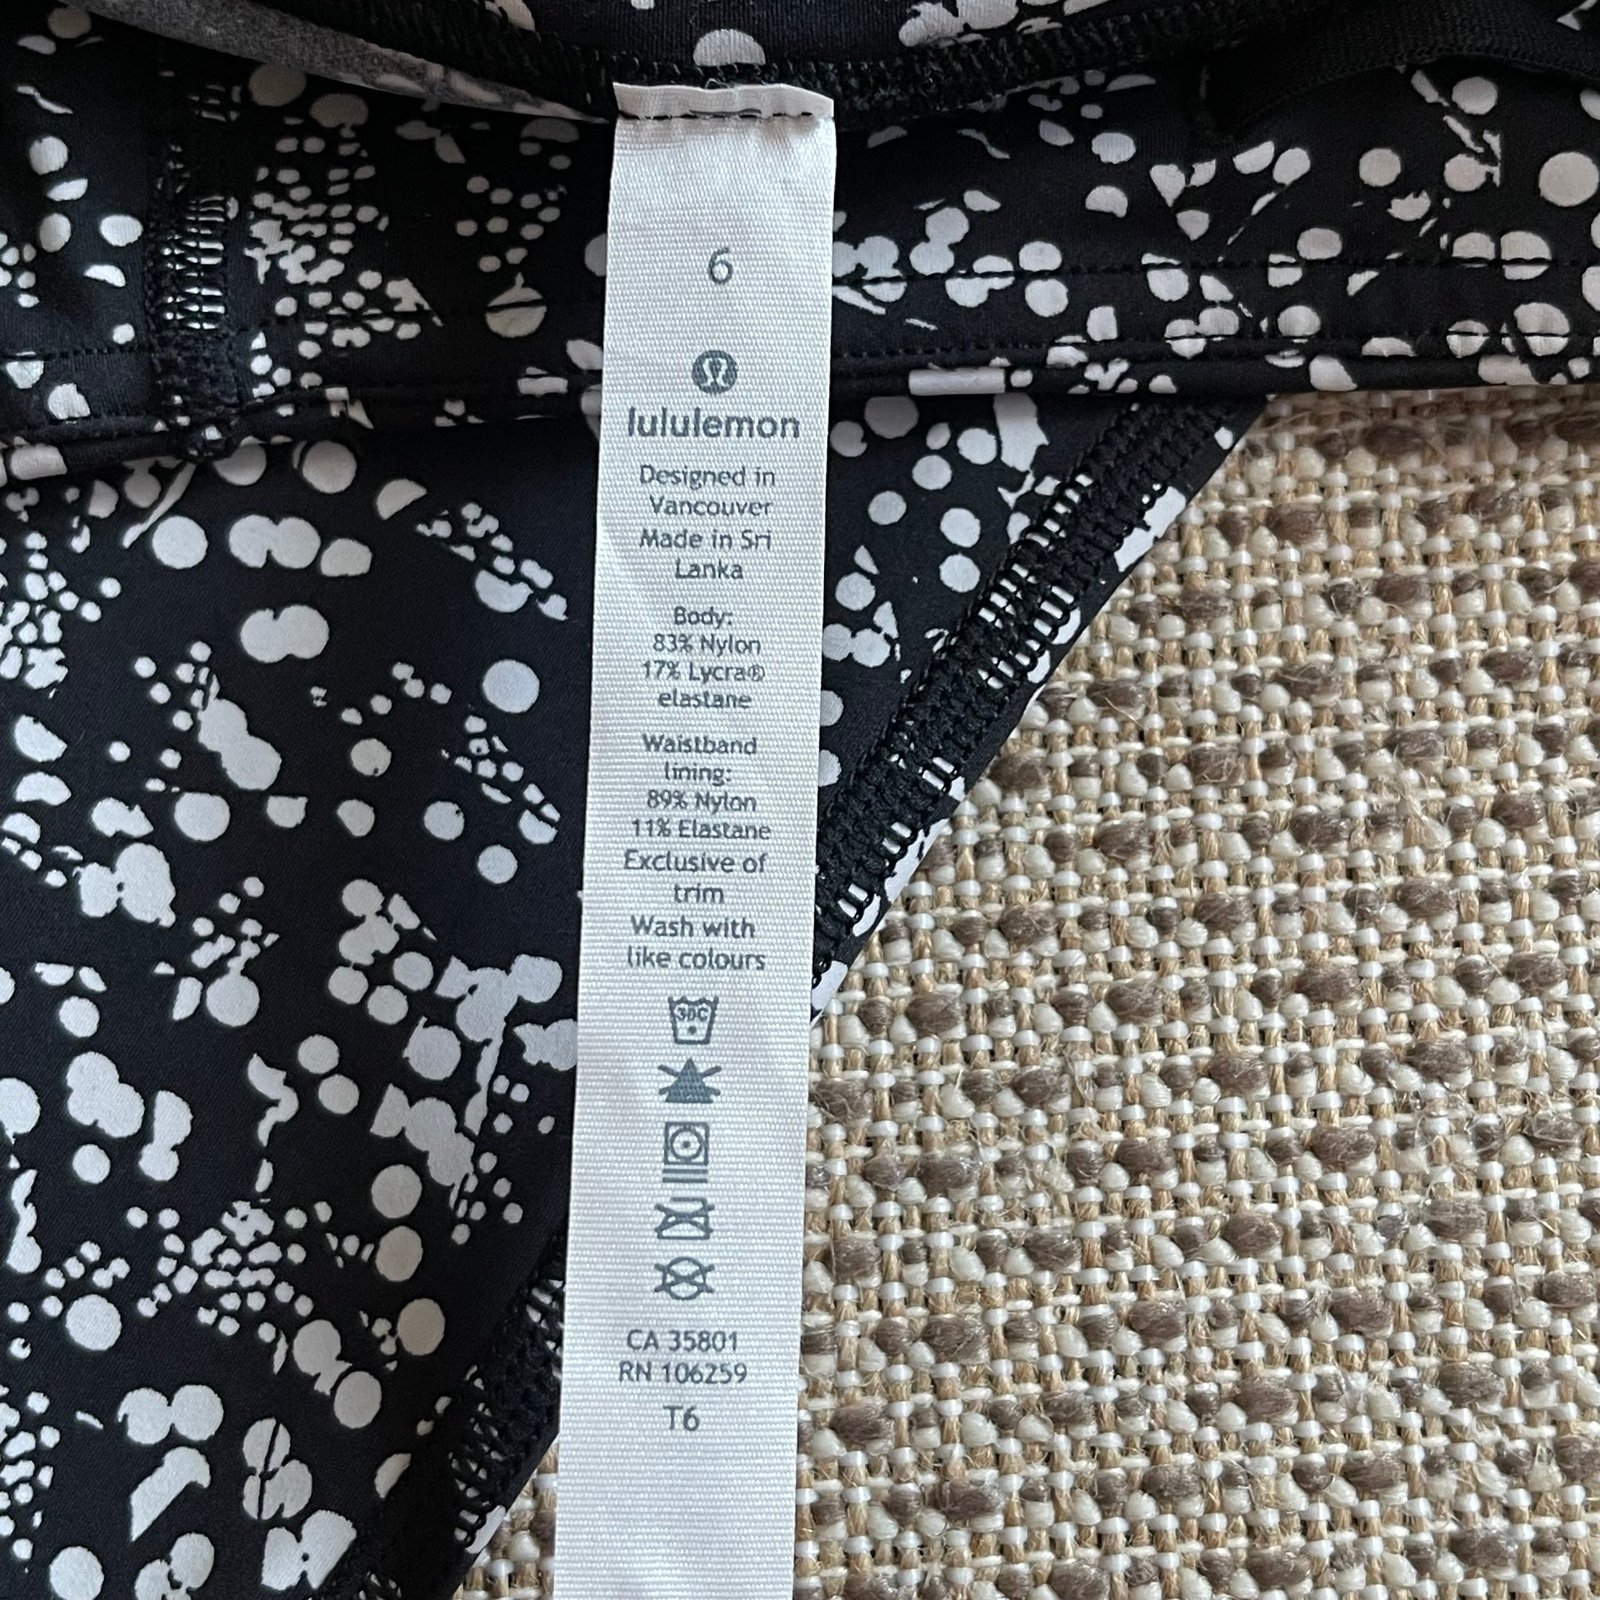 6
lululemon
Designed in
Vancouver
Made in Sri
Lanka
Body:
83% Nylon
17% Lycra®
elastane
Waistband
lining:
89% Nylon
11% Elastane
Exclusive of
trim
Wash with
like colours
30C
CA 35801
RN 106259
T6